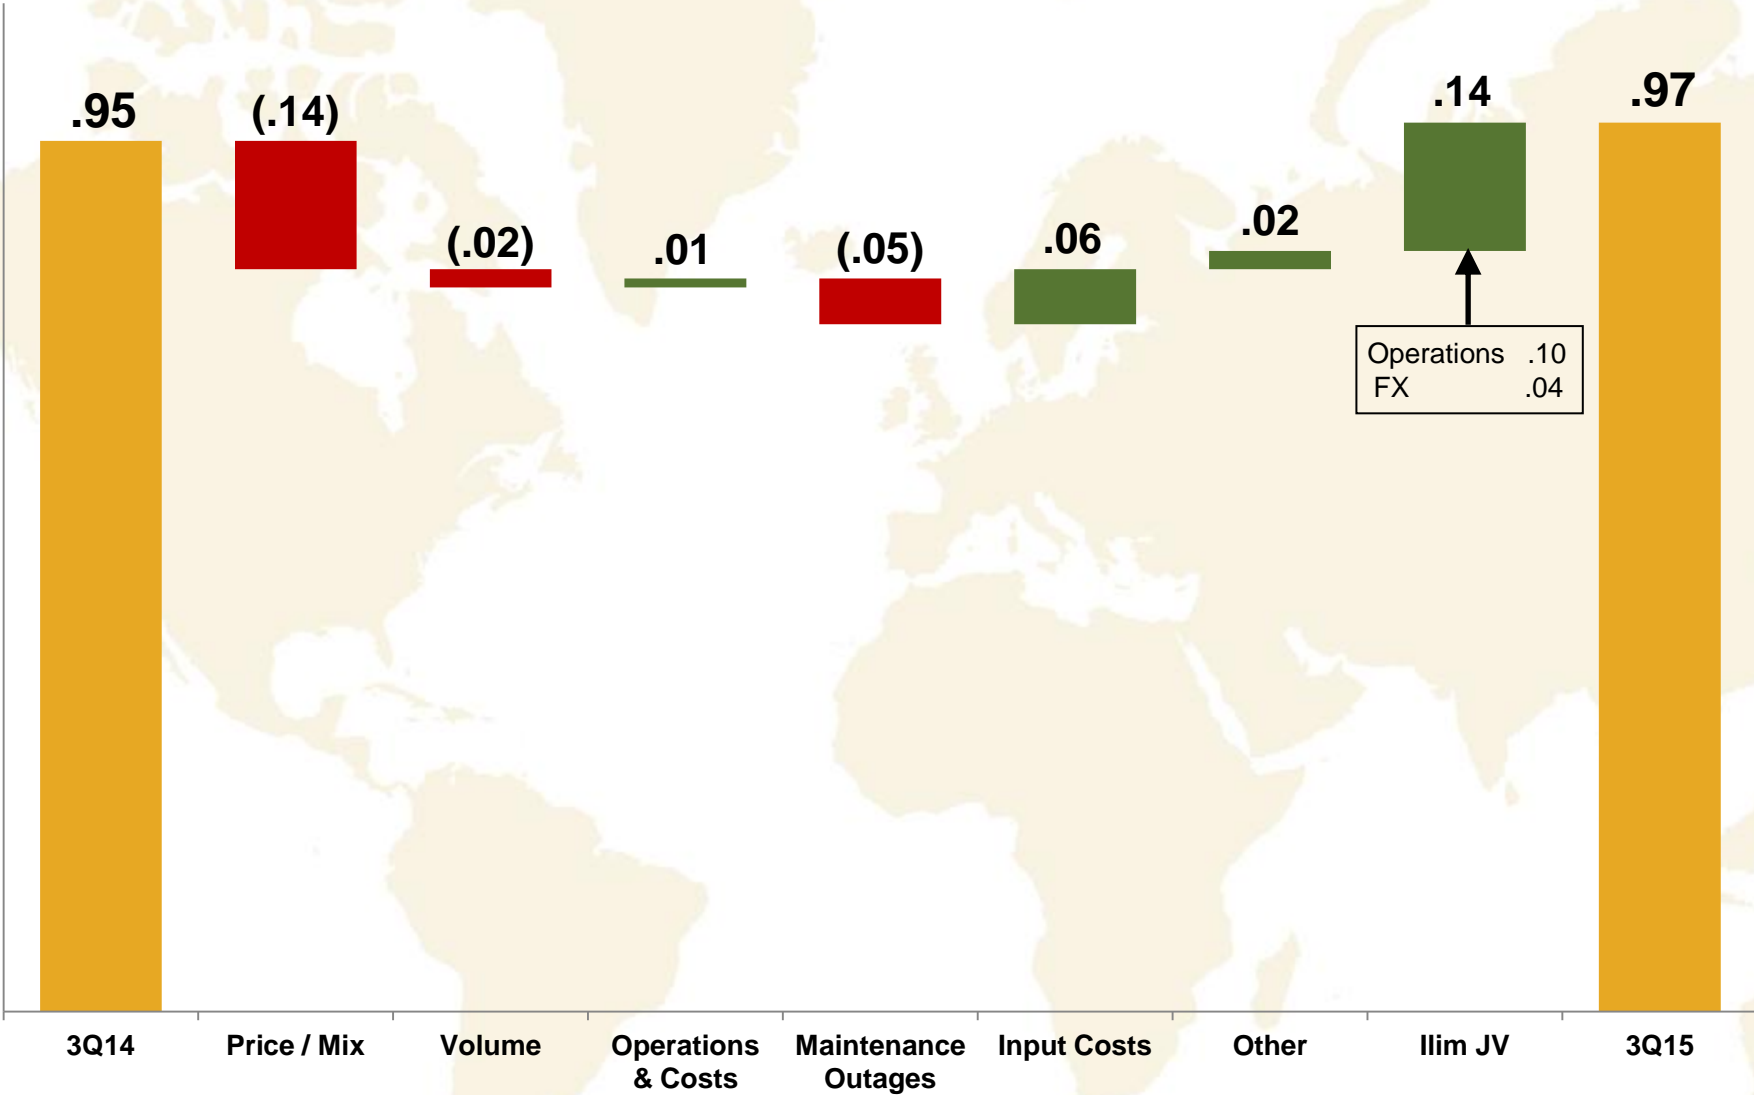 .95
(.14)
(.02)
.01
(.05)
.06
.02
.14
.97
Operations .10
FX .04
3Q14
Price / Mix
Volume
Operations
& Costs
Maintenance
Outages
Input Costs
Other
Ilim JV
3Q15